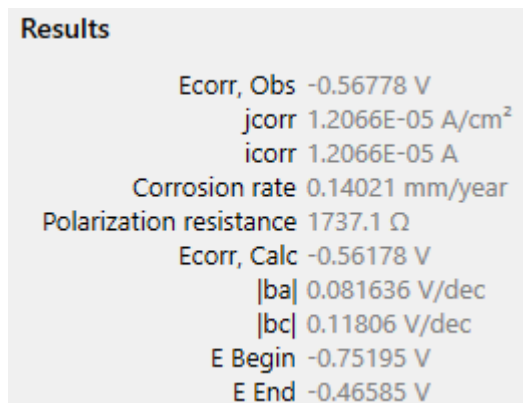 Results
Ecorr, Obs -0.56778 V
jcorr 1.2066E-05 A/cm²
icorr 1.2066E-05 A
Corrosion rate 0.14021 mm/year
Polarization resistance 1737.1 Ω
Ecorr, Calc -0.56178 V
|ba| 0.081636 V/dec
|bc| 0.11806 V/dec
E Begin -0.75195 V
E End -0.46585 V